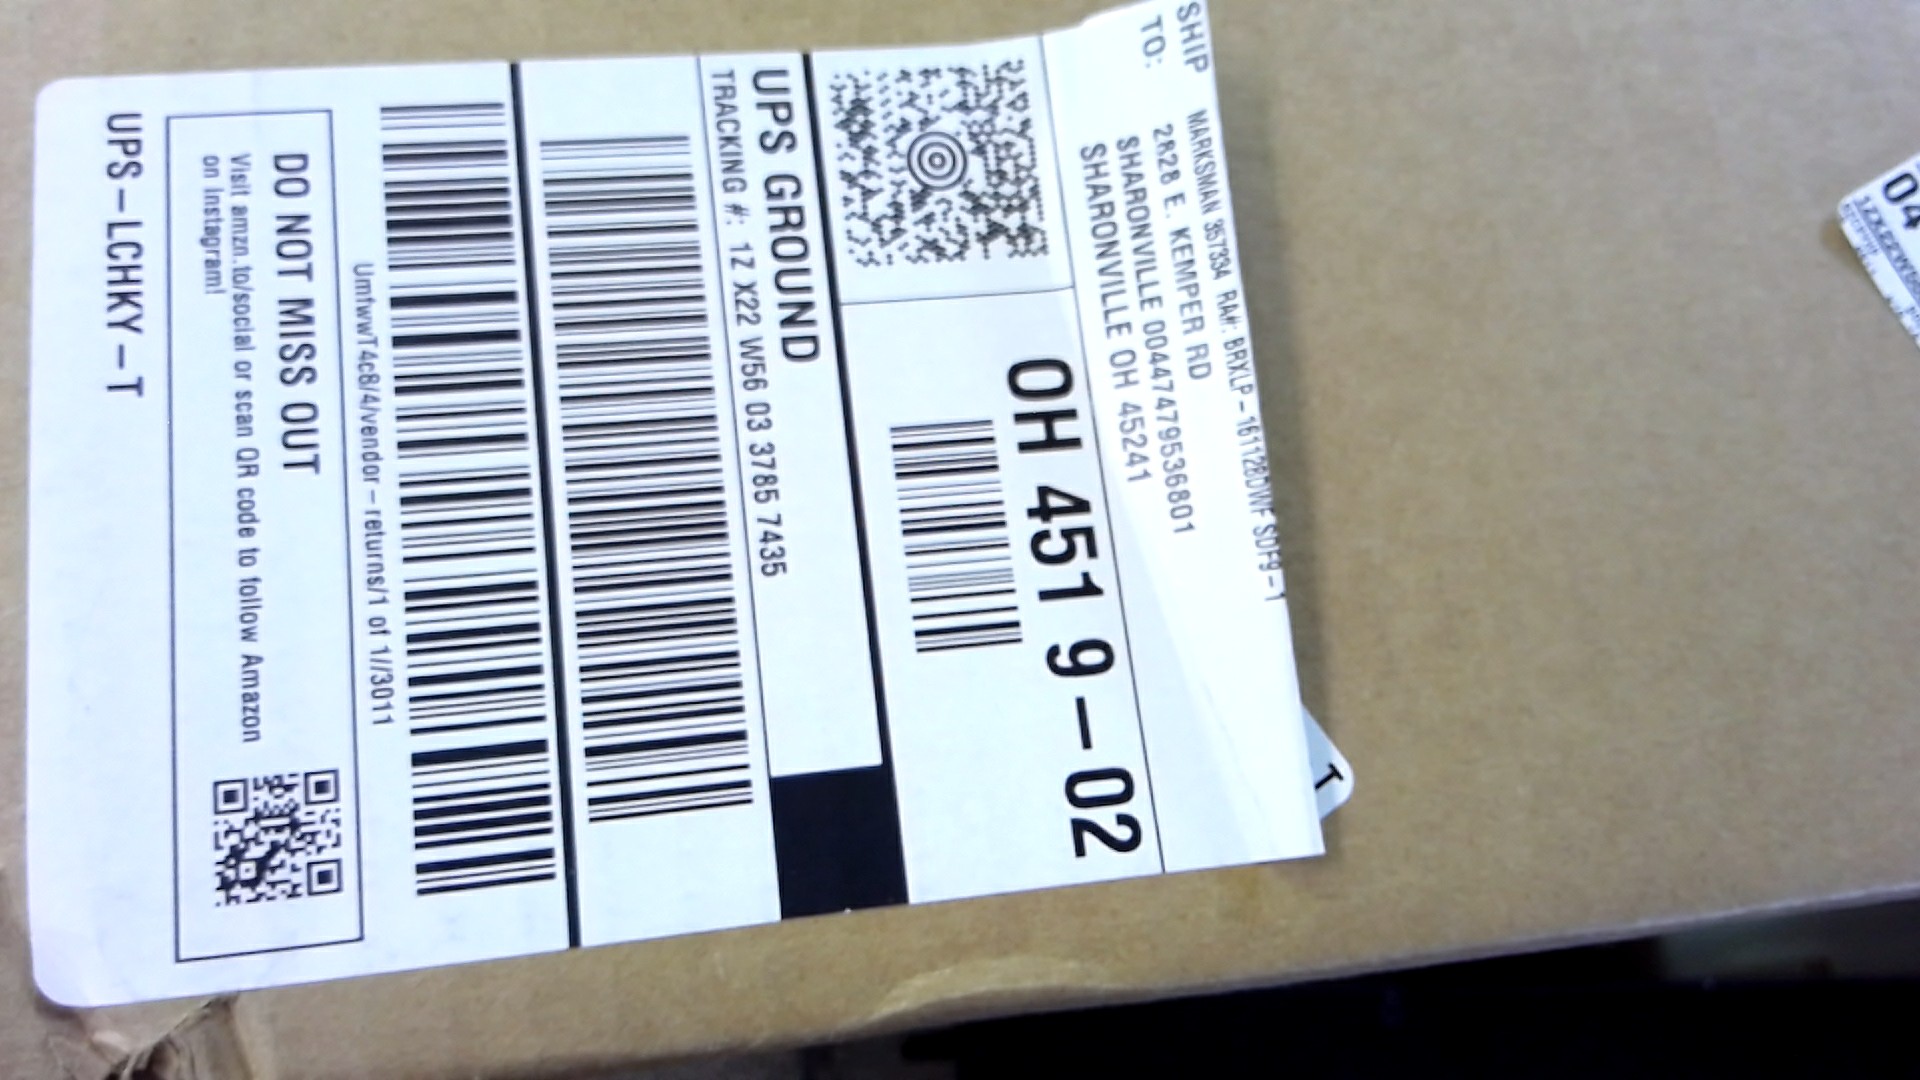 SHIP
TO:
MARKSMAN 357334 RA#: BRXLP-161128DWF SDF9-1
2828 E. KEMPER RD
SHARONVILLE 00447479536801
SHARONVILLE OH 45241
OH 451 9-02
UPS GROUND
TRACKING #: 1Z X22 W56 03 3785 7435
UmfwwT4c8/4/vendor-returns/1 of 1//3011
DO NOT MISS OUT
Visit amzn.to/social or scan QR code to follow Amazon
on Instagram!
UPS-LCHKY-T
T
04